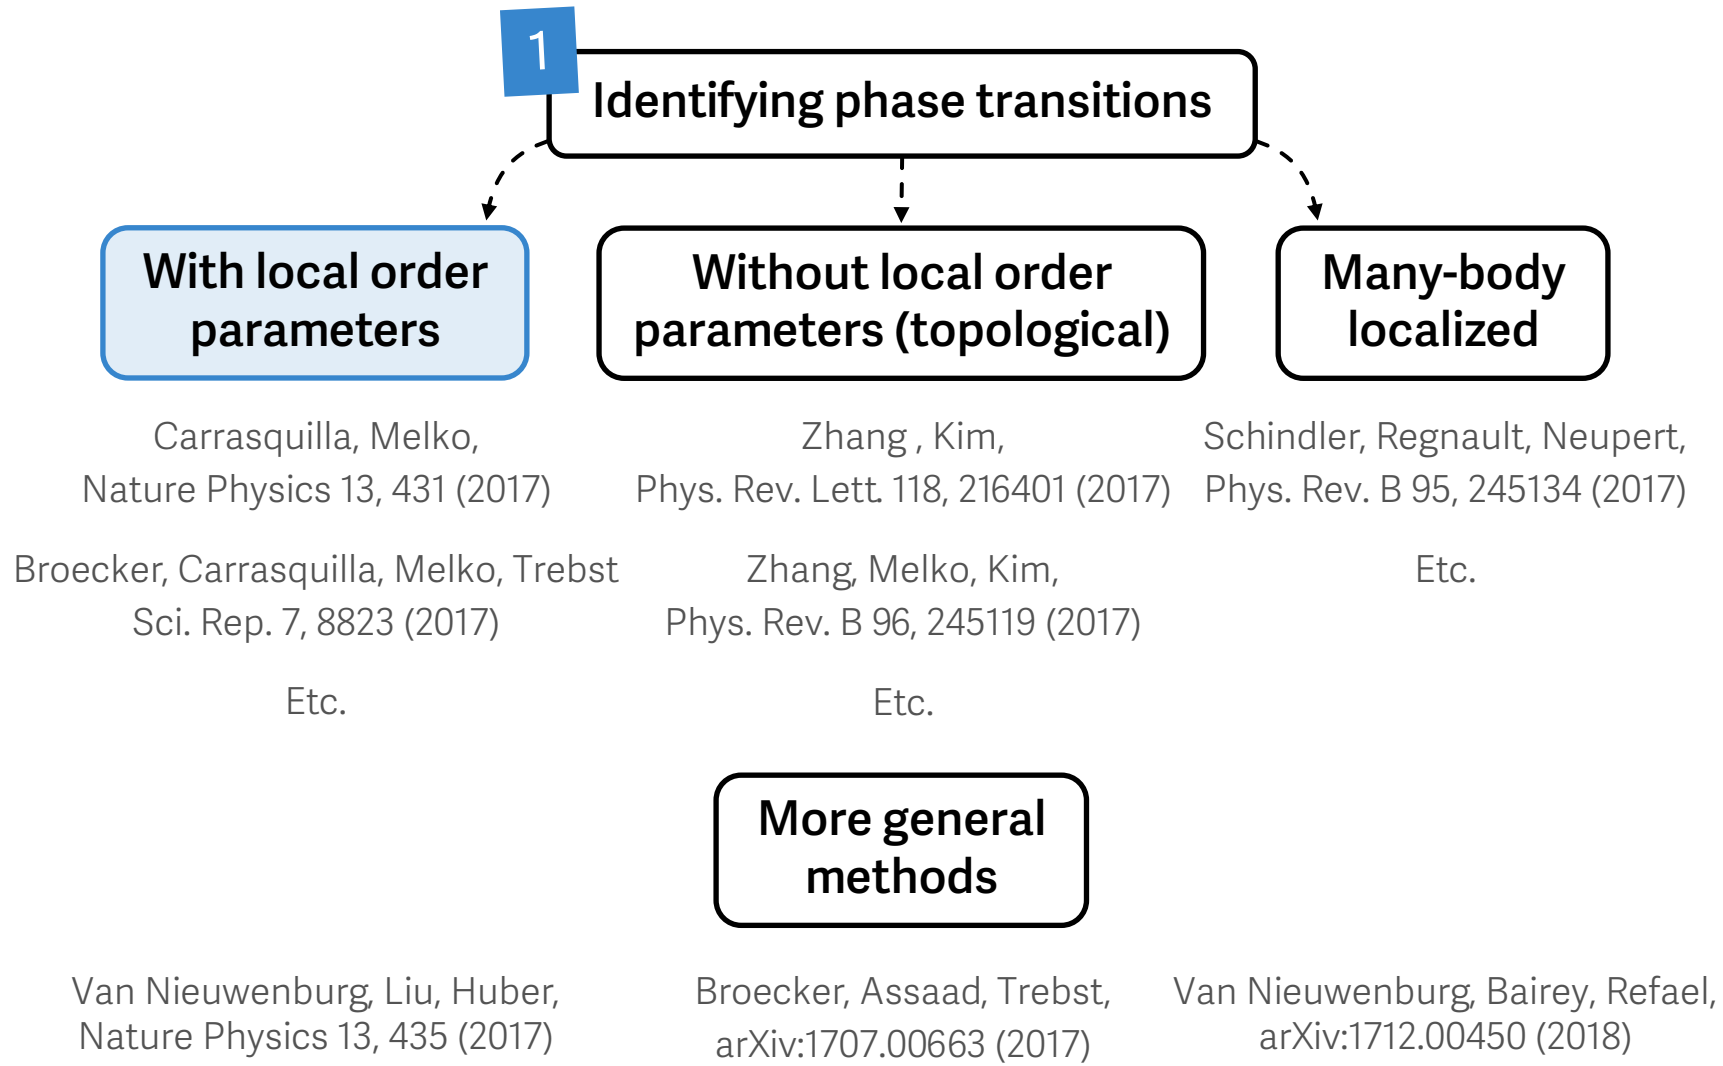 1
Identifying phase transitions
With local order
parameters
Carrasquilla, Melko,
Nature Physics 13, 431 (2017)
Broecker, Carrasquilla, Melko, Trebst
Sci. Rep. 7, 8823 (2017)
Etc.
Without local order
parameters (topological)
Zhang , Kim,
Phys. Rev. Lett. 118, 216401 (2017)
Zhang, Melko, Kim,
Phys. Rev. B 96, 245119 (2017)
Etc.
Many-body
localized
Schindler, Regnault, Neupert,
Phys. Rev. B 95, 245134 (2017)
Etc.
More general
methods
Van Nieuwenburg, Liu, Huber,
Nature Physics 13, 435 (2017)
Broecker, Assaad, Trebst,
arXiv:1707.00663 (2017)
Van Nieuwenburg, Bairey, Refael,
arXiv:1712.00450 (2018)